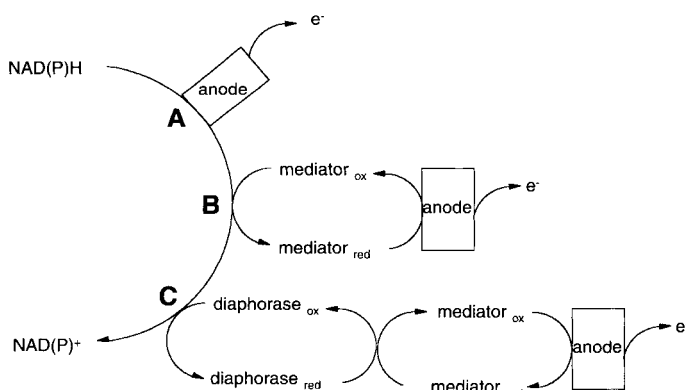 e-
NAD(P)H
anode
A
mediator ox
e-
B
anode
mediator red
C
diaphorase ox
mediator ox
e
NAD(P)+
anode
diaphorase red
mediator